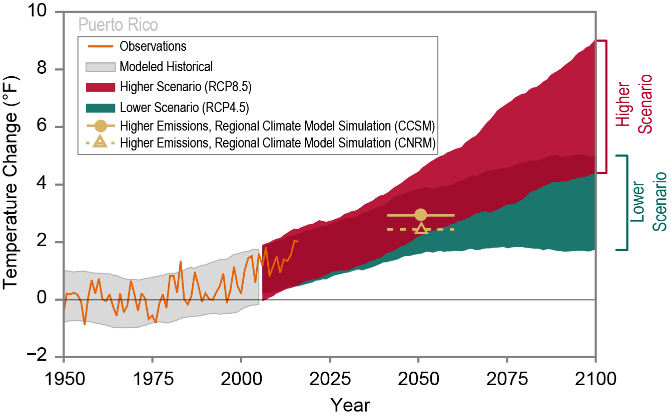 Puerto Rico
Observations
Modeled Historical
Higher Scenario (RCP8.5)
Lower Scenario (RCP4.5)
Higher Emissions, Regional Climate Model Simulation (CCSM)
Higher Emissions, Regional Climate Model Simulation (CNRM)
Temperature Change (°F)
10
8
6
4
2
0
−2
1950
1975
2000
2025
2050
2075
2100
Year
Higher
Scenario
Lower
Scenario